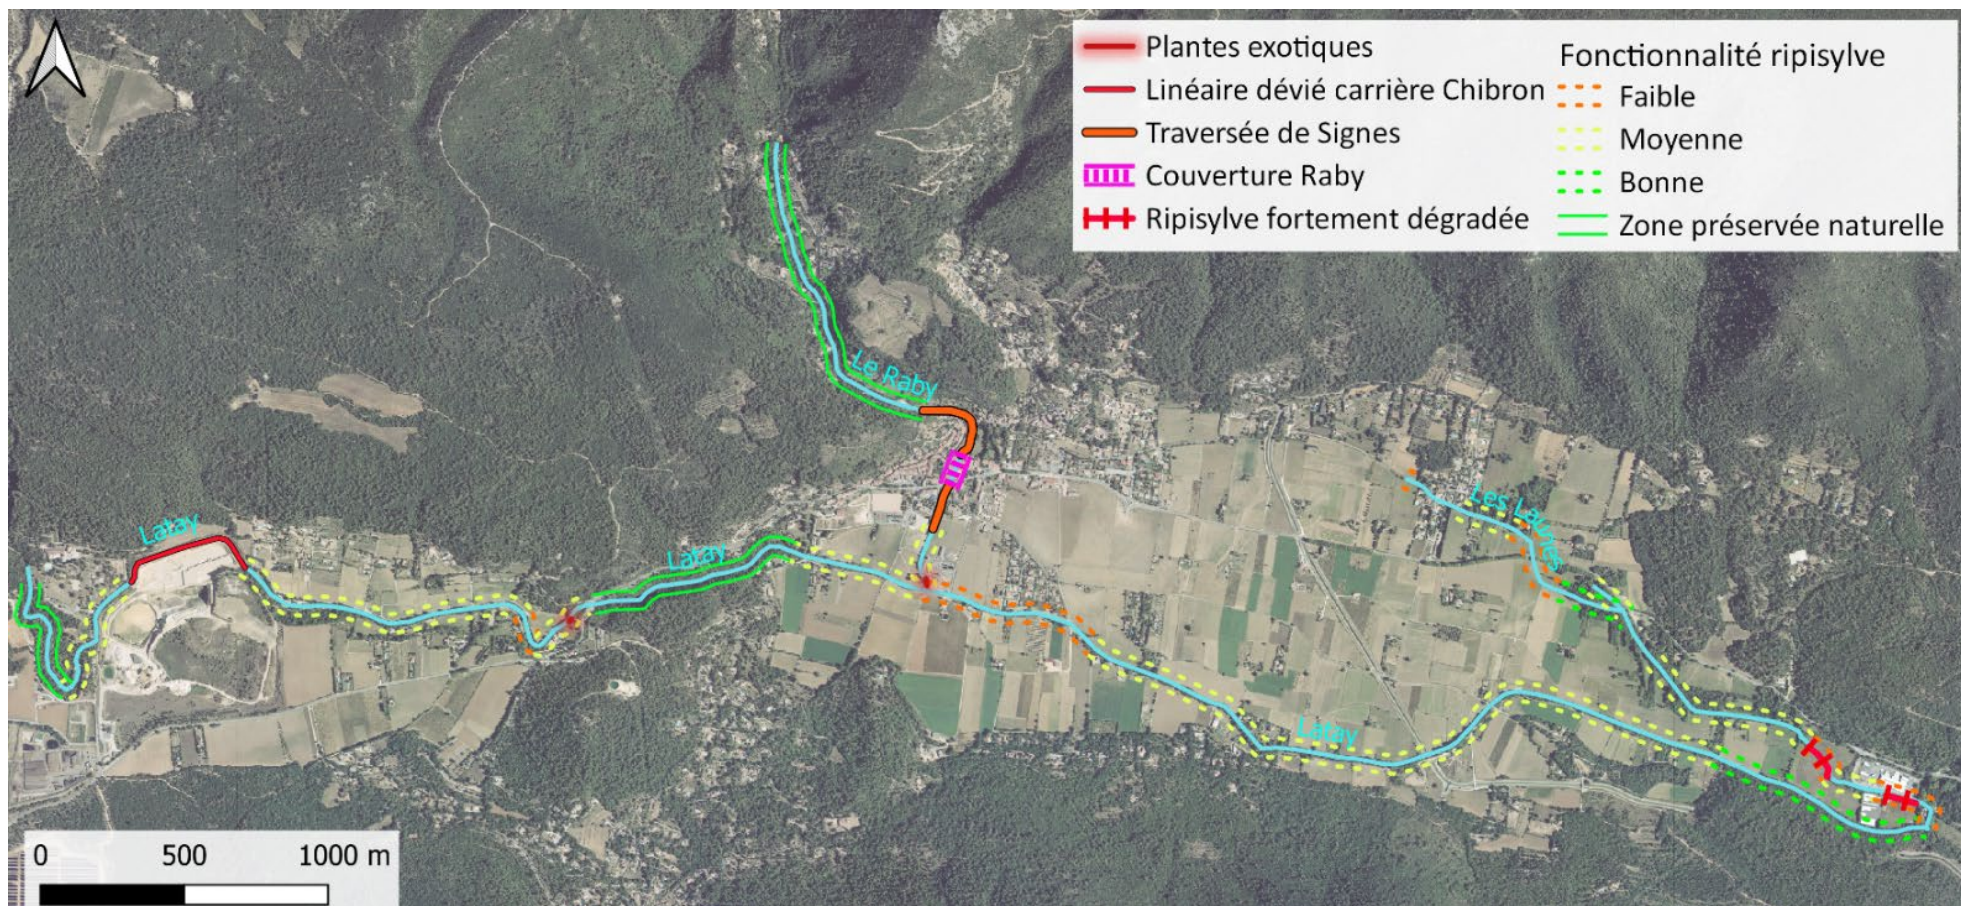 Plantes exotiques
Linéaire dévié carrière Chibron
Traversée de Signes
Couverture Raby
Ripisylve fortement dégradée
Fonctionnalité ripisylve
Faible
Moyenne
Bonne
Zone préservée naturelle
Le Raby
Les Launes
Latay
Latay
Latay
0 500 1000 m